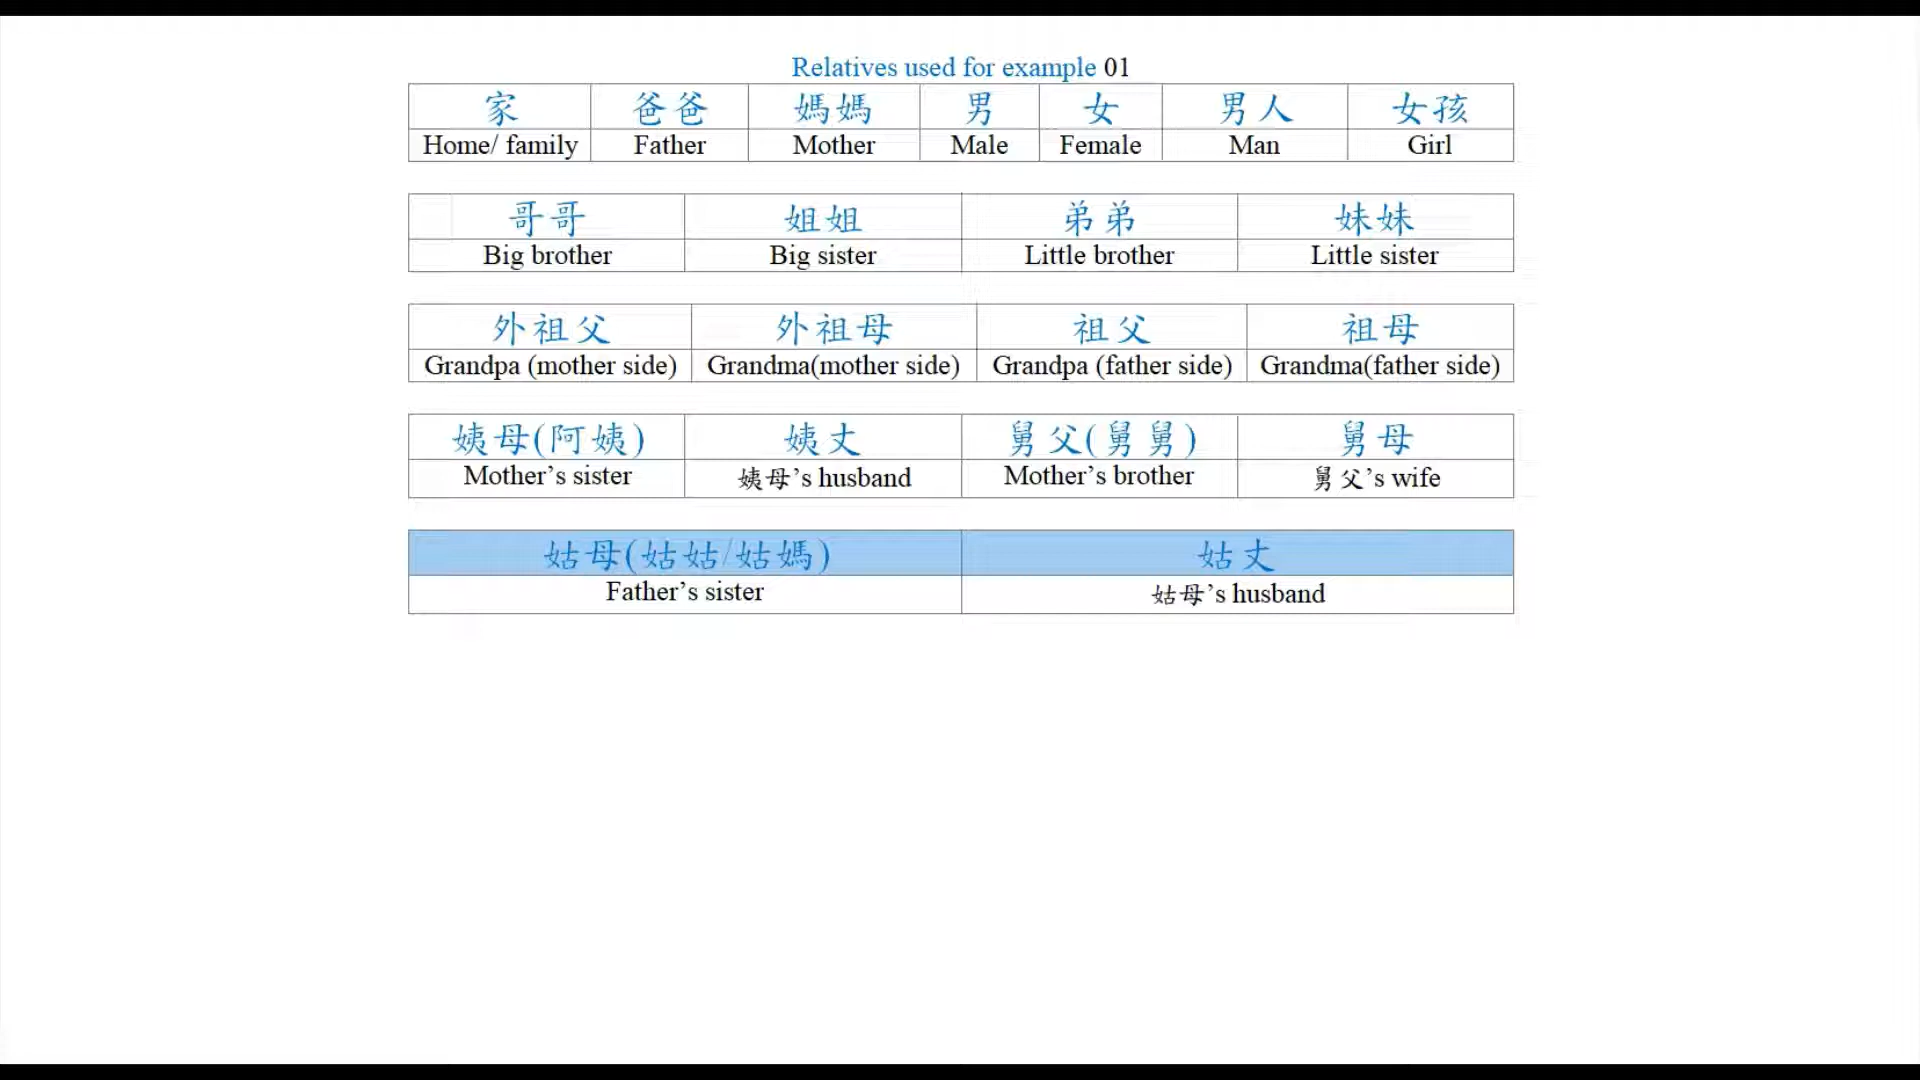 Relatives used for example 01
家 爸爸 媽媽 男 女 男人 女孩
Home/ family Father Mother Male Female Man Girl
哥哥 姐姐 弟弟 妹妹
Big brother Big sister Little brother Little sister
外祖父 外祖母 祖父 祖母
Grandpa (mother side) Grandma(mother side) Grandpa (father side) Grandma(father side)
姨母(阿姨) 姨丈 舅父(舅舅) 舅母
Mother’s sister 姨母’s husband Mother’s brother 舅父’s wife
姑母(姑姑/姑媽) 姑丈
Father’s sister 姑母’s husband